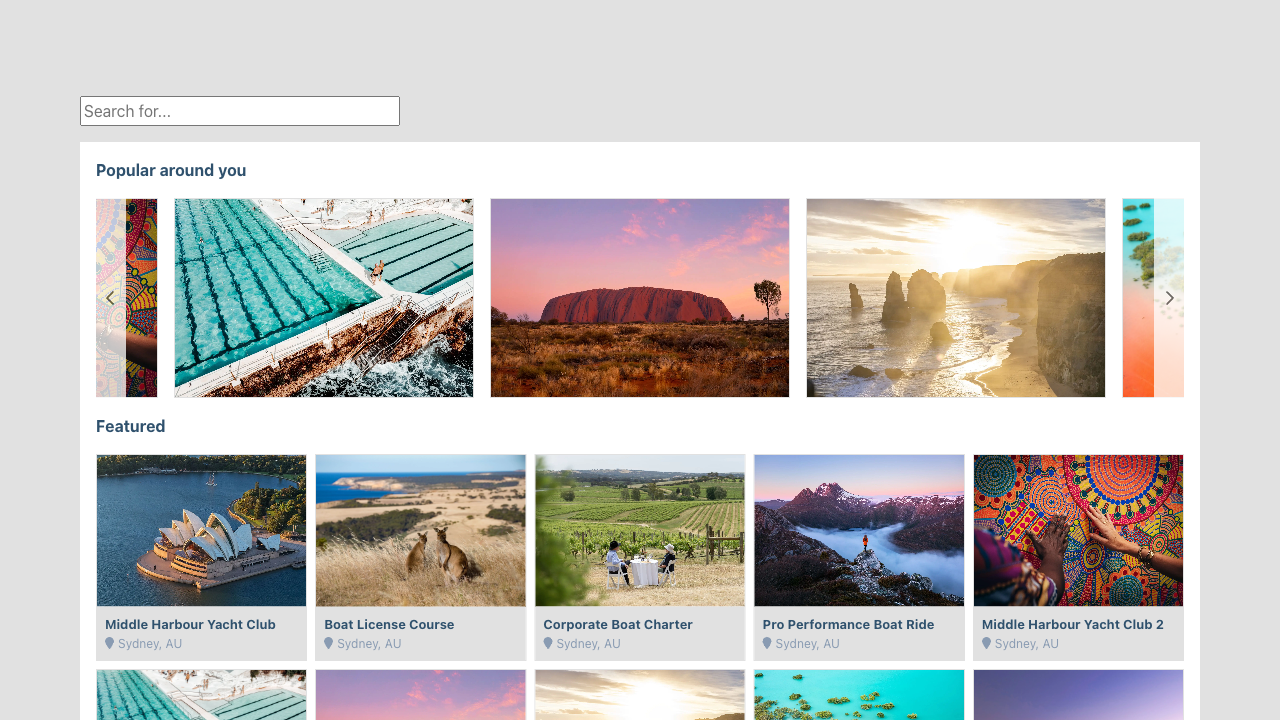 Search for...
Popular around you
Featured
Middle Harbour Yacht Club
Sydney, AU
Boat License Course
Sydney, AU
Corporate Boat Charter
Sydney, AU
Pro Performance Boat Ride
Sydney, AU
Middle Harbour Yacht Club 2
Sydney, AU